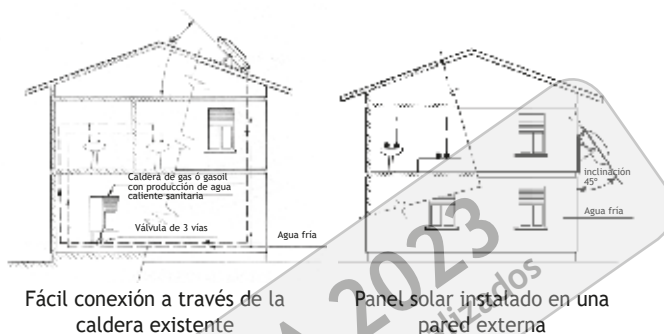 Caldera de gas ó gasoil
con producción de agua
caliente sanitaria
Válvula de 3 vías
Agua fría
inclinación
45º
Agua fría
Fácil conexión a través de la
caldera existente
Panel solar instalado en una
pared externa
A 2023